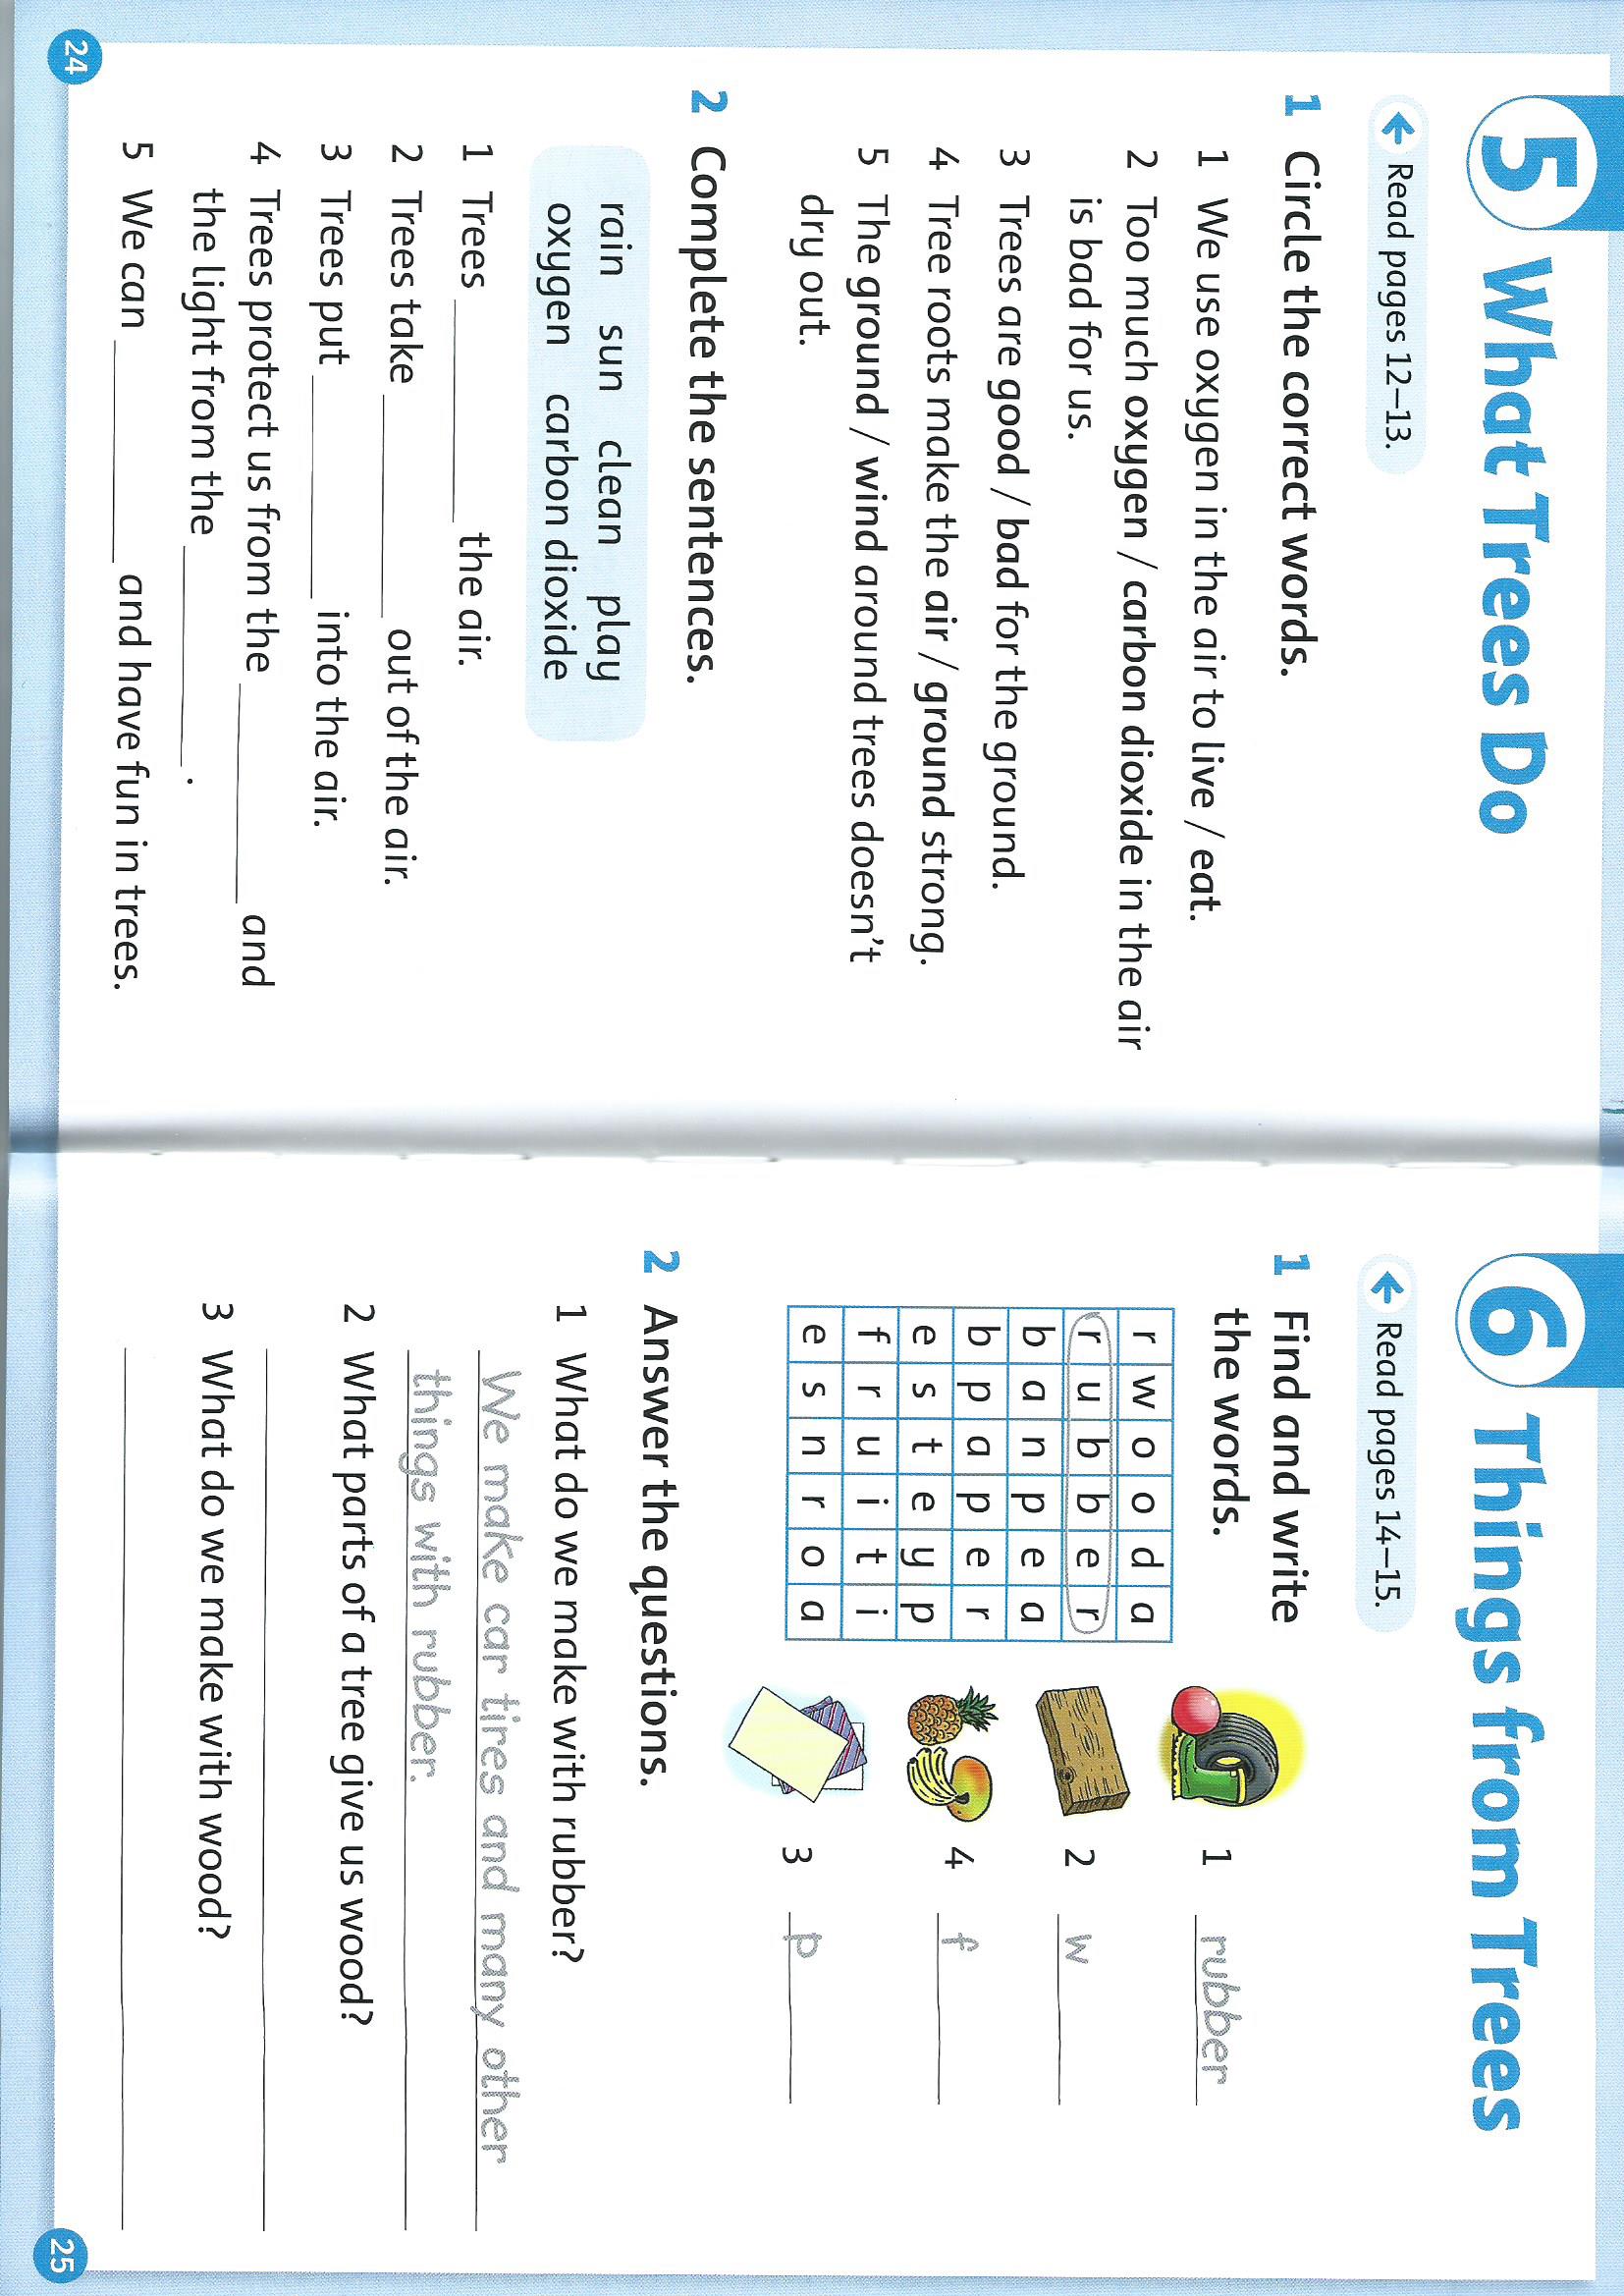 5 What Trees Do
← Read pages 12–13.
1 Circle the correct words.
1 We use oxygen in the air to live / eat.
2 Too much oxygen / carbon dioxide in the air
is bad for us.
3 Trees are good / bad for the ground.
4 Tree roots make the air / ground strong.
5 The ground / wind around trees doesn't
dry out.
2 Complete the sentences.
rain sun clean play
oxygen carbon dioxide
1 Trees ________ the air.
2 Trees take ________ out of the air.
3 Trees put ________ into the air.
4 Trees protect us from the ________ and
the light from the ________.
5 We can ________ and have fun in trees.
24
6 Things from Trees
← Read pages 14–15.
1 Find and write
the words.
r w o o d a
r u b b e r
b a n p e a
b p a p e r
e s t e y p
f r u i t i
e s n r o a
1 rubber
2 w
4 f
3 p
2 Answer the questions.
1 What do we make with rubber?
We make car tires and many other
things with rubber.
2 What parts of a tree give us wood?
3 What do we make with wood?
25